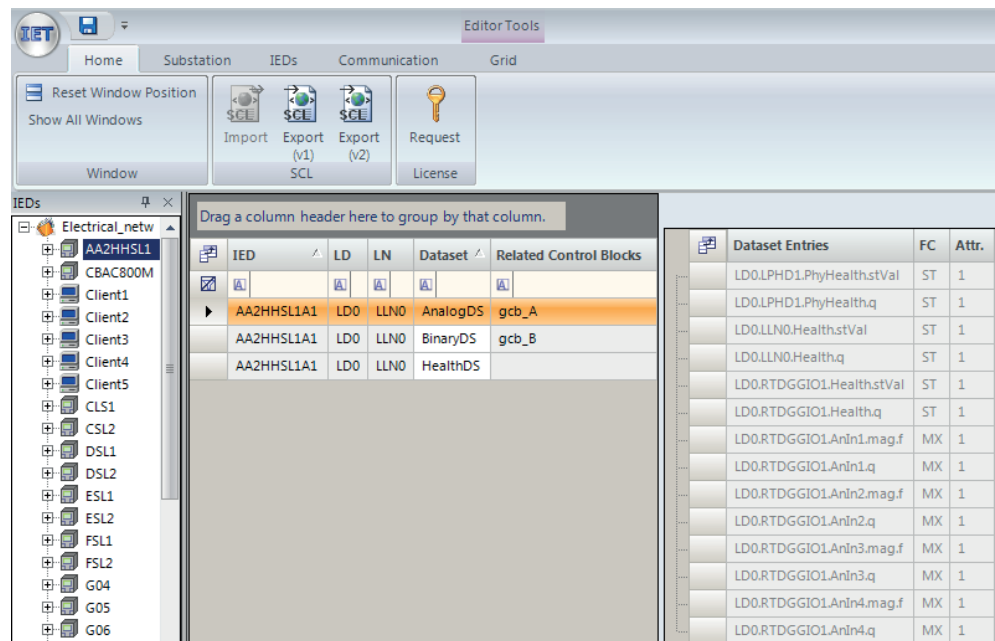 Editor Tools
IET
Home Substation IEDs Communication Grid
Reset Window Position
Show All Windows
Window
SCL SCL SCL
Import Export (v1) Export (v2)
SCL
Request
License
IEDs
Electrical_netw
AA2HHSL1
CBAC800M
Client1
Client2
Client3
Client4
Client5
CLS1
CSL2
DSL1
DSL2
ESL1
ESL2
FSL1
FSL2
G04
G05
G06
Drag a column header here to group by that column.
IED LD LN Dataset Related Control Blocks
A A A A A
AA2HHSL1A1 LD0 LLN0 AnalogDS gcb_A
AA2HHSL1A1 LD0 LLN0 BinaryDS gcb_B
AA2HHSL1A1 LD0 LLN0 HealthDS
Dataset Entries FC Attr.
LD0.LPHD1.PhyHealth.stVal ST 1
LD0.LPHD1.PhyHealth.q ST 1
LD0.LLN0.Health.stVal ST 1
LD0.LLN0.Health.q ST 1
LD0.RTDGGIO1.Health.stVal ST 1
LD0.RTDGGIO1.Health.q ST 1
LD0.RTDGGIO1.AnIn1.mag.f MX 1
LD0.RTDGGIO1.AnIn1.q MX 1
LD0.RTDGGIO1.AnIn2.mag.f MX 1
LD0.RTDGGIO1.AnIn2.q MX 1
LD0.RTDGGIO1.AnIn3.mag.f MX 1
LD0.RTDGGIO1.AnIn3.q MX 1
LD0.RTDGGIO1.AnIn4.mag.f MX 1
LD0.RTDGGIO1.AnIn4.q MX 1